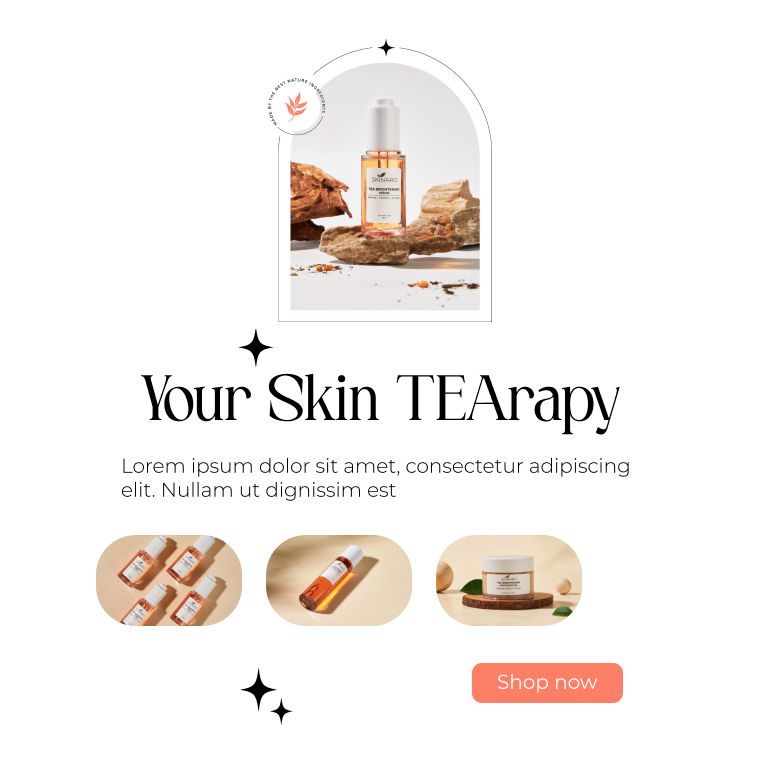 MADE BY THE BEST NATURE INGREDIENTS
SKINARO
TEA-BRIGHTENING
SERUM
Your Skin TEArapy
Lorem ipsum dolor sit amet, consectetur adipiscing
elit. Nullam ut dignissim est
SKINARO
Shop now